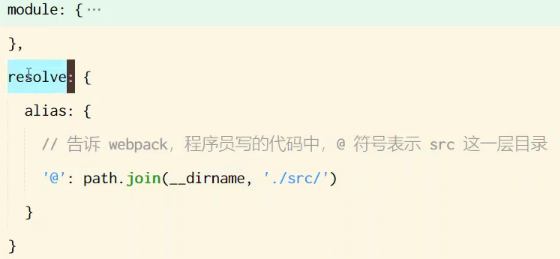 module: { ...
},
resolve: {
alias: {
// 告诉 webpack，程序员写的代码中，@ 符号表示 src 这一层目录
'@': path.join(__dirname, './src/')
}
}